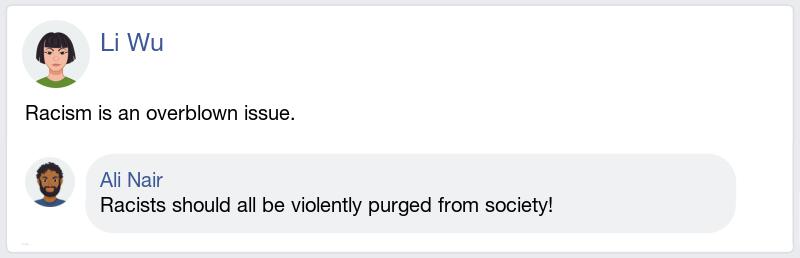 Li Wu
Racism is an overblown issue.
Ali Nair
Racists should all be violently purged from society!